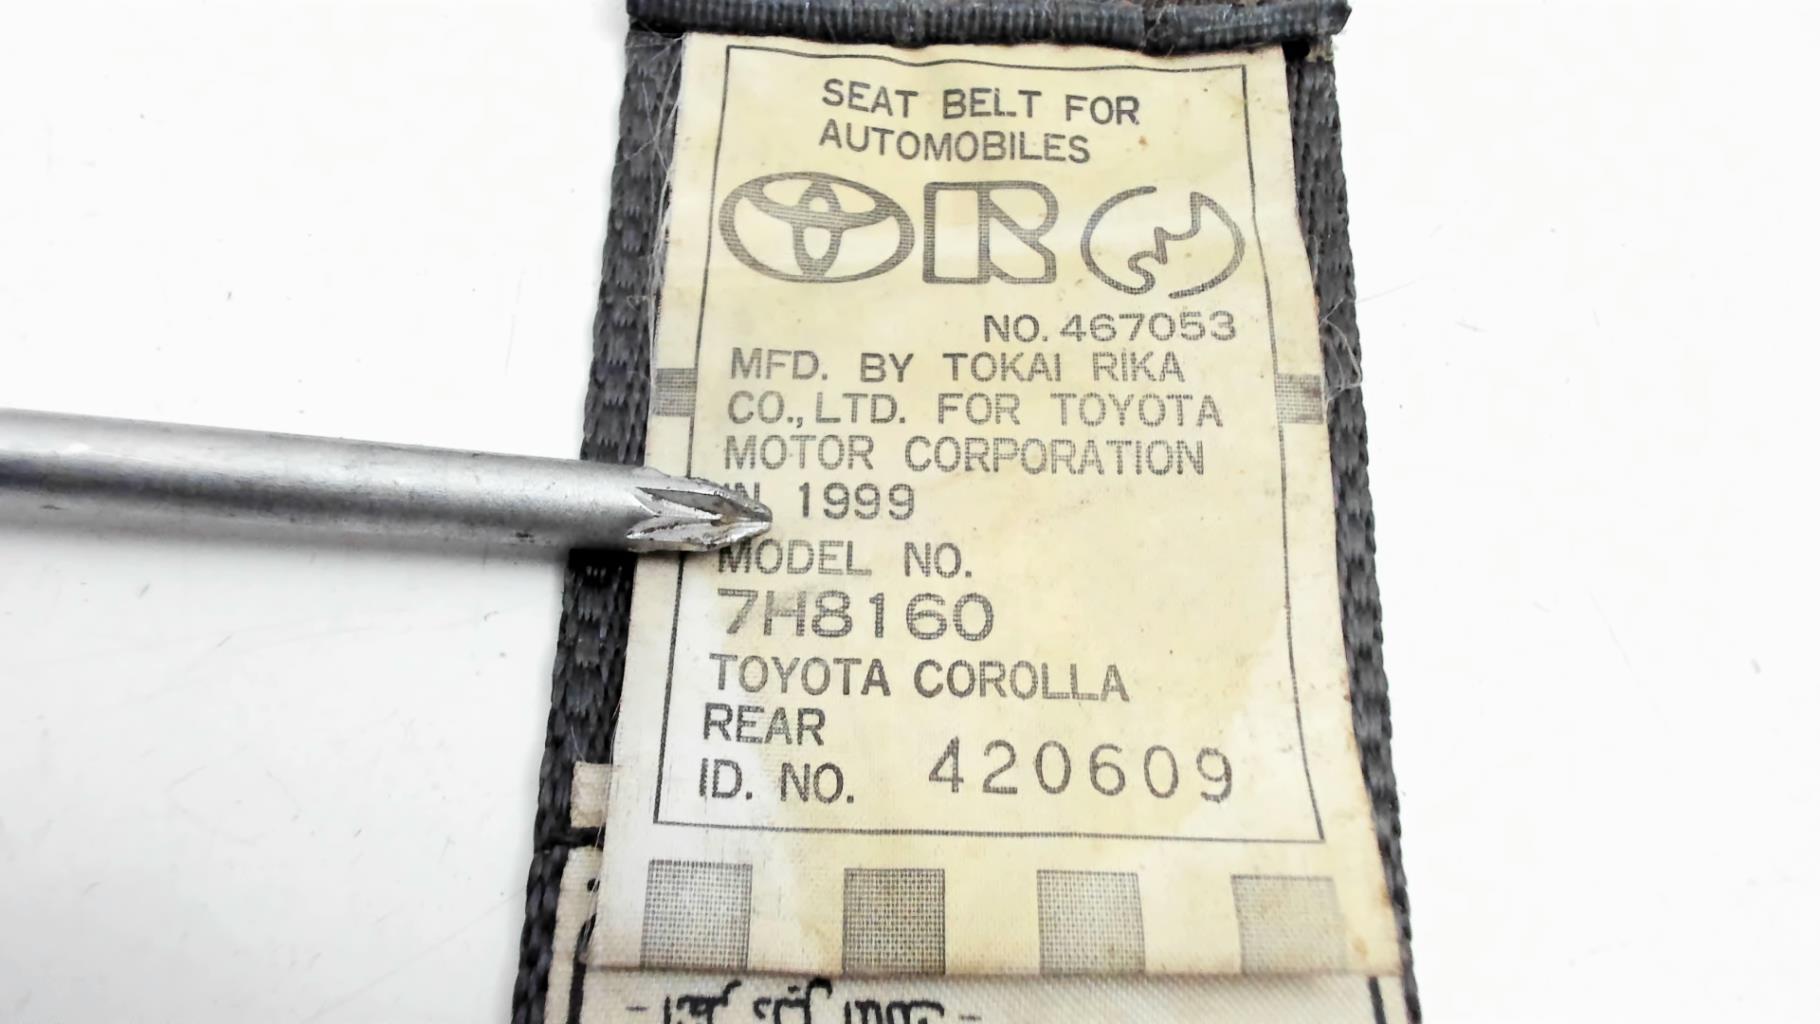 SEAT BELT FOR
AUTOMOBILES
NO. 467053
MFD. BY TOKAI RIKA
CO., LTD. FOR TOYOTA
MOTOR CORPORATION
IN 1999
MODEL NO.
7H8160
TOYOTA COROLLA
REAR
ID. NO. 420609